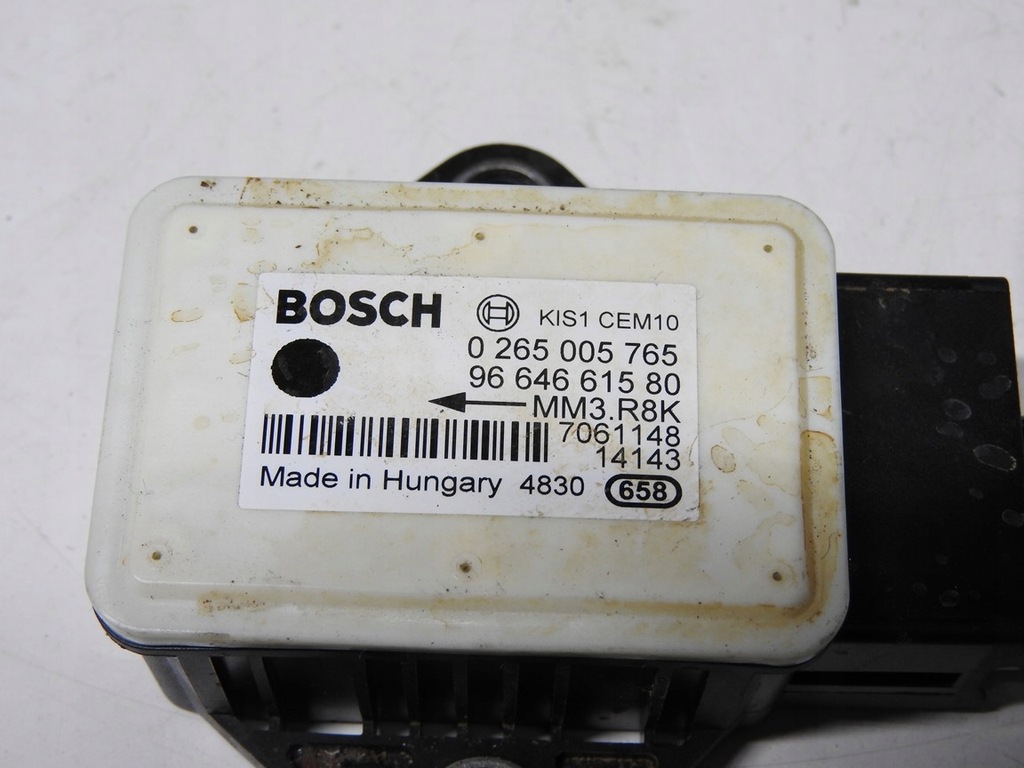 BOSCH KIS1 CEM10
0 265 005 765
96 646 615 80
MM3.R8K
7061148
14143
Made in Hungary 4830 658